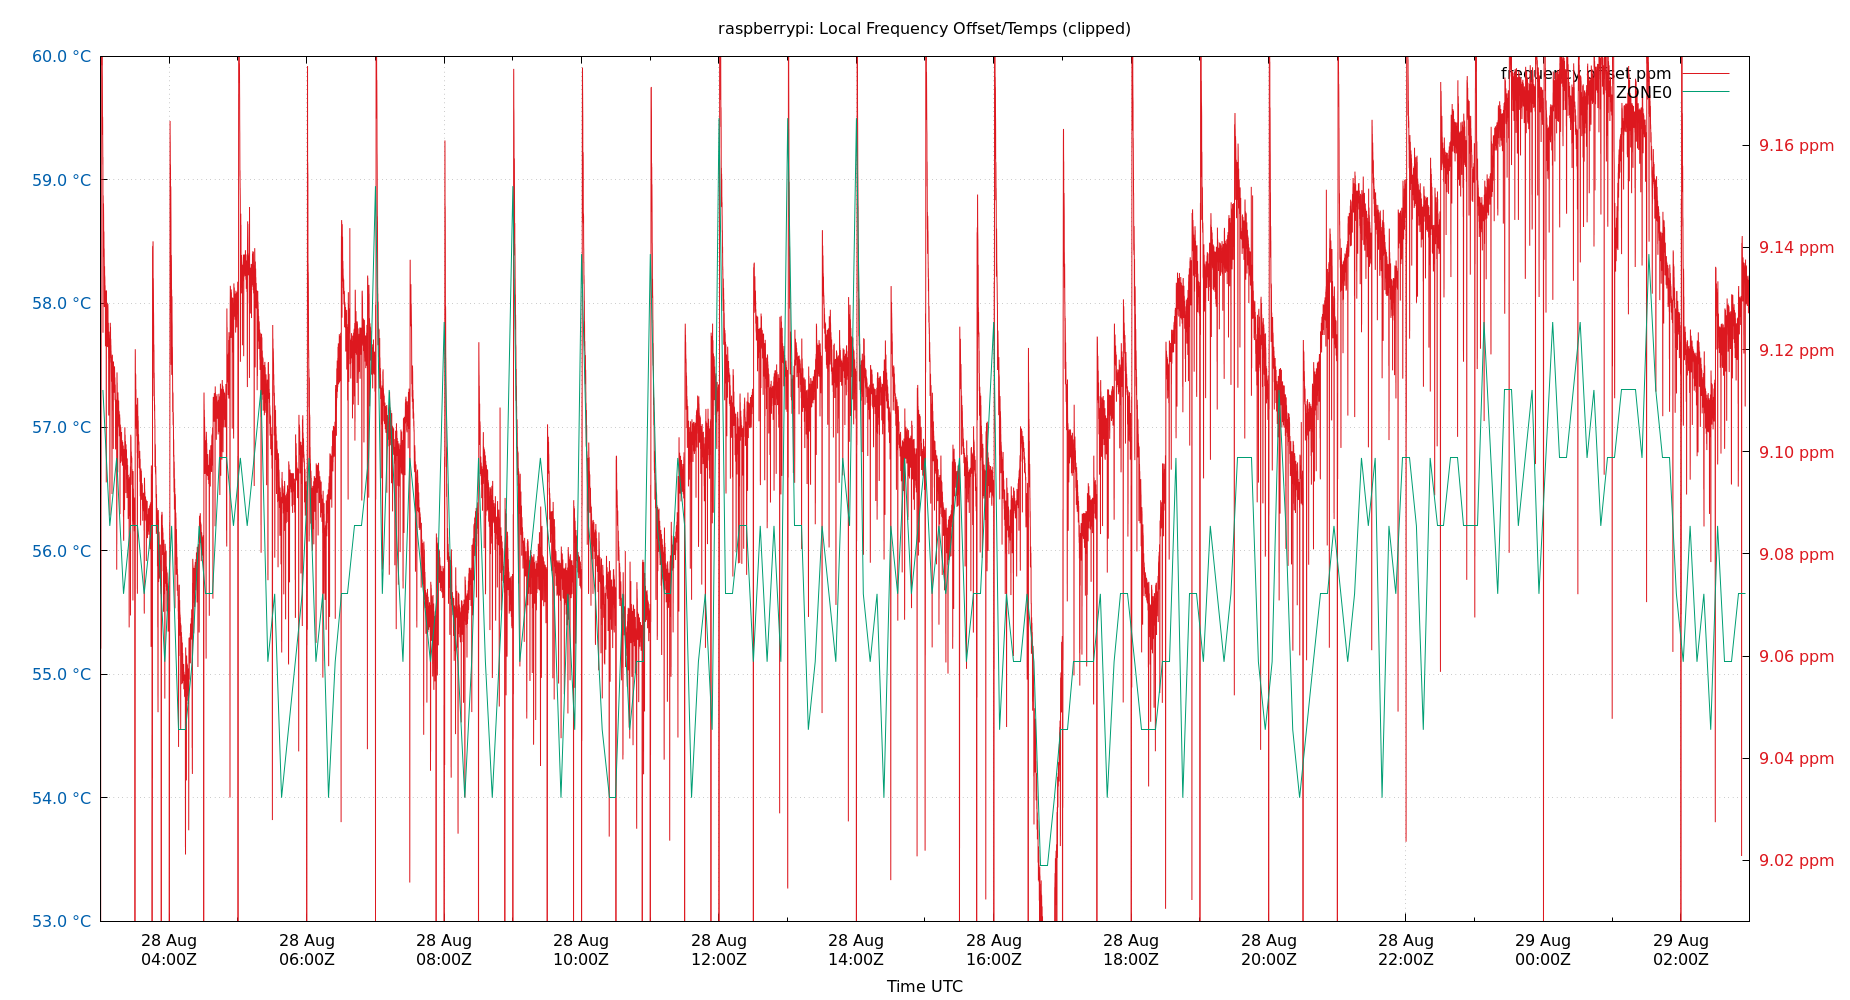 raspberrypi: Local Frequency Offset/Temps (clipped)
60.0 °C
59.0 °C
58.0 °C
57.0 °C
56.0 °C
55.0 °C
54.0 °C
53.0 °C
frequency offset ppm
ZONE0
9.16 ppm
9.14 ppm
9.12 ppm
9.10 ppm
9.08 ppm
9.06 ppm
9.04 ppm
9.02 ppm
28 Aug
04:00Z
28 Aug
06:00Z
28 Aug
08:00Z
28 Aug
10:00Z
28 Aug
12:00Z
28 Aug
14:00Z
28 Aug
16:00Z
28 Aug
18:00Z
28 Aug
20:00Z
28 Aug
22:00Z
29 Aug
00:00Z
29 Aug
02:00Z
Time UTC